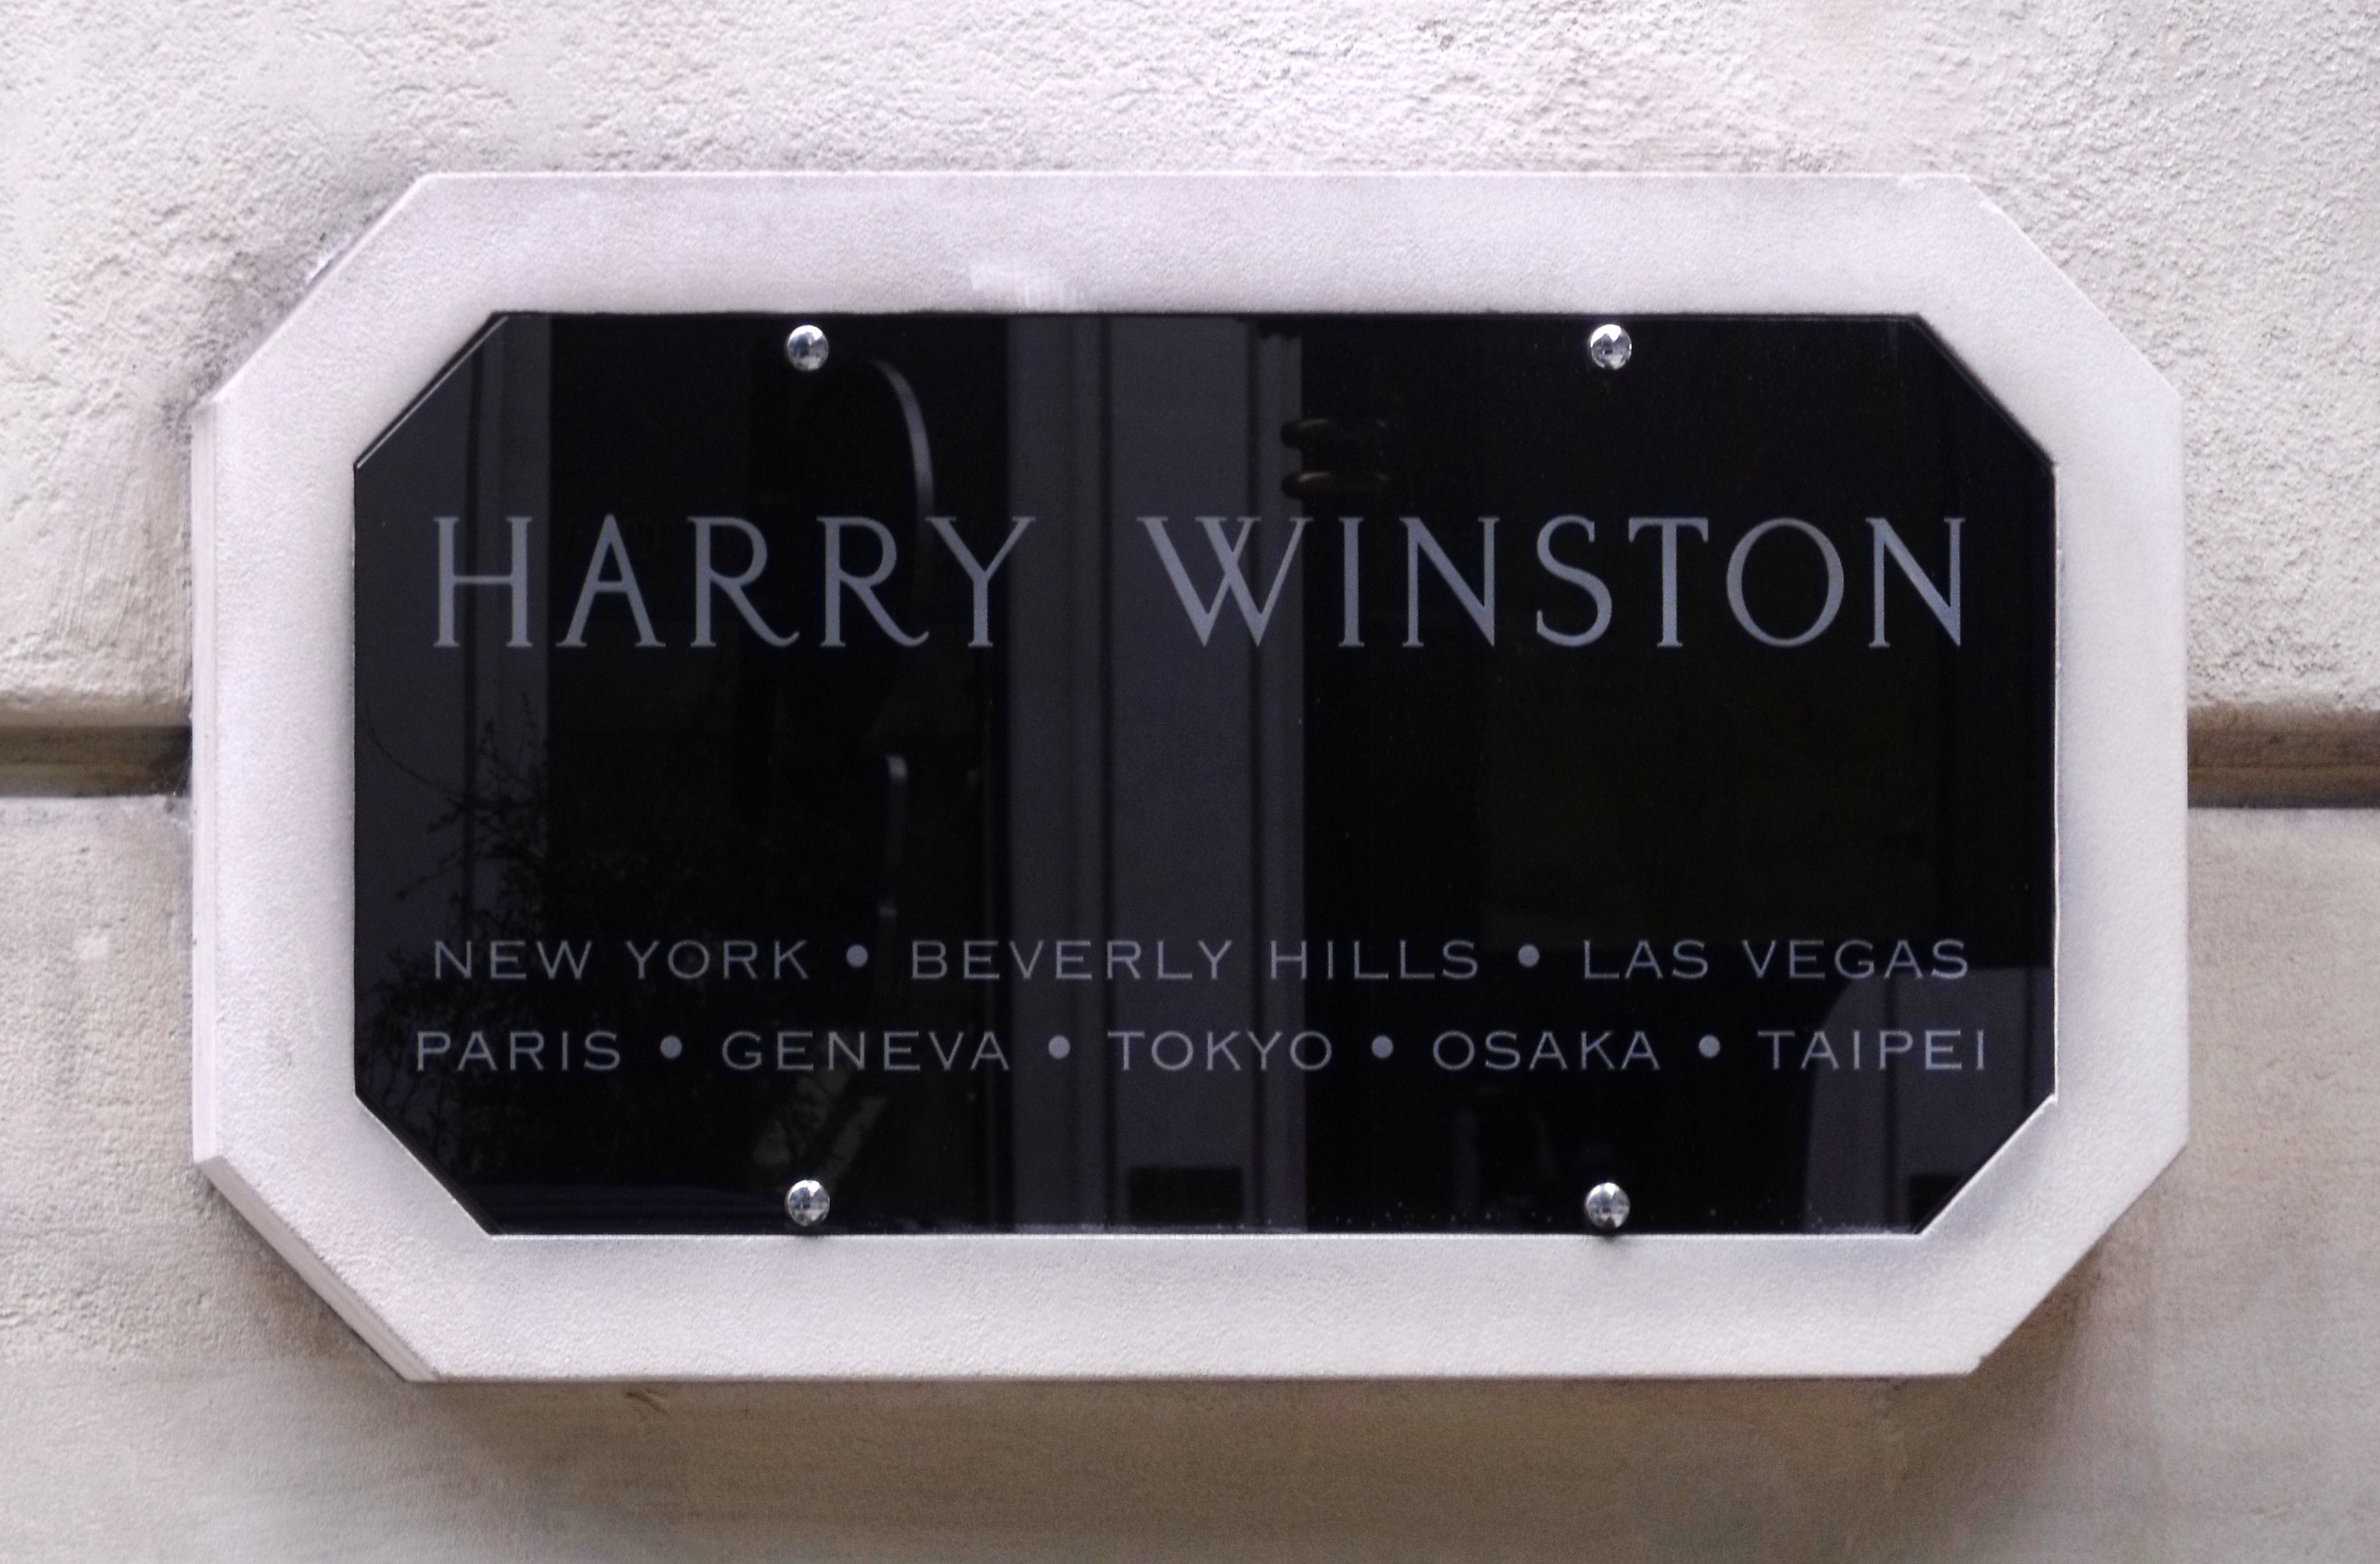 HARRY WINSTON
NEW YORK • BEVERLY HILLS • LAS VEGAS
PARIS • GENEVA • TOKYO • OSAKA • TAIPEI